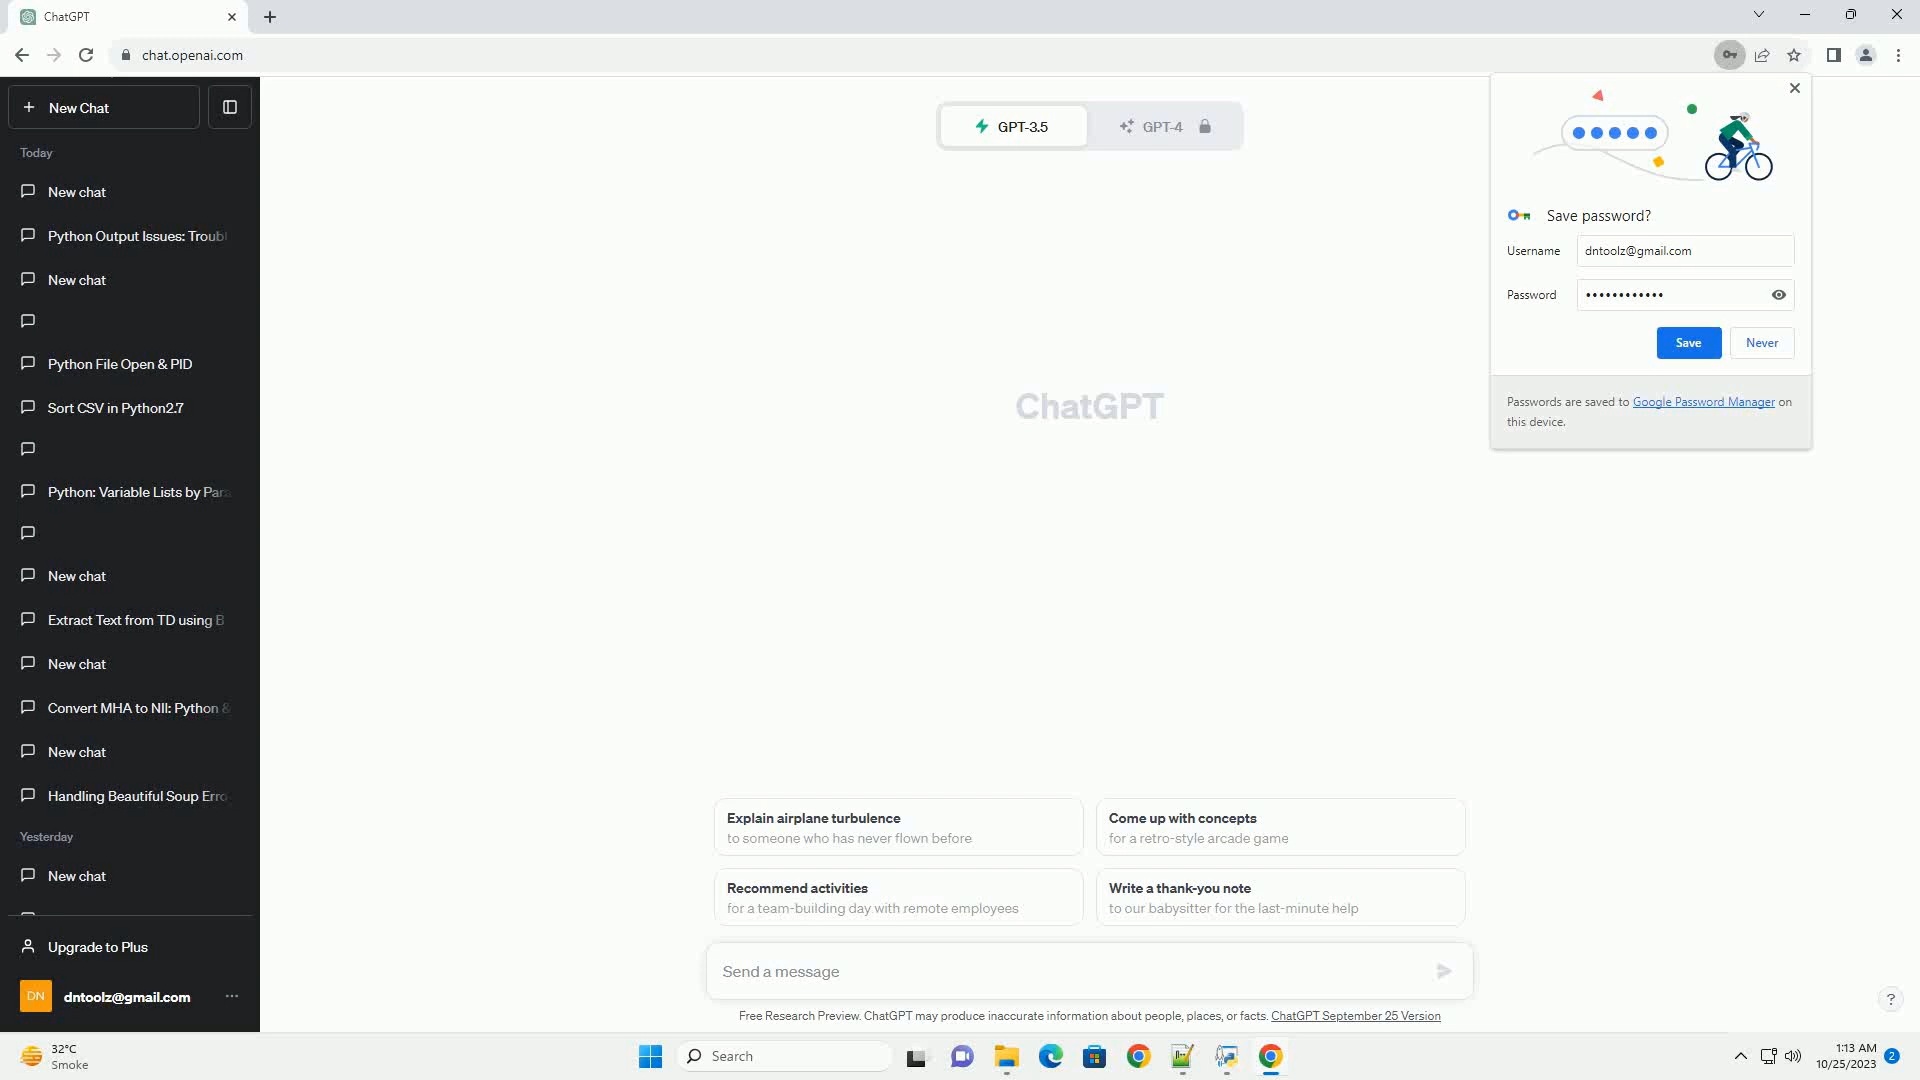 ChatGPT
chat.openai.com
New Chat
Today
New chat
Python Output Issues: Troubl
New chat
Python File Open & PID
Sort CSV in Python2.7
Python: Variable Lists by Para
New chat
Extract Text from TD using B
New chat
Convert MHA to NII: Python &
New chat
Handling Beautiful Soup Erro
Yesterday
New chat
Upgrade to Plus
DN
dntoolz@gmail.com
GPT-3.5
GPT-4
ChatGPT
Explain airplane turbulence
to someone who has never flown before
Come up with concepts
for a retro-style arcade game
Recommend activities
for a team-building day with remote employees
Write a thank-you note
to our babysitter for the last-minute help
Send a message
Free Research Preview. ChatGPT may produce inaccurate information about people, places, or facts. ChatGPT September 25 Version
?
Save password?
Username
dntoolz@gmail.com
Password
••••••••••••
Save
Never
Passwords are saved to Google Password Manager on
this device.
32°C
Smoke
Search
1:13 AM
10/25/2023
2